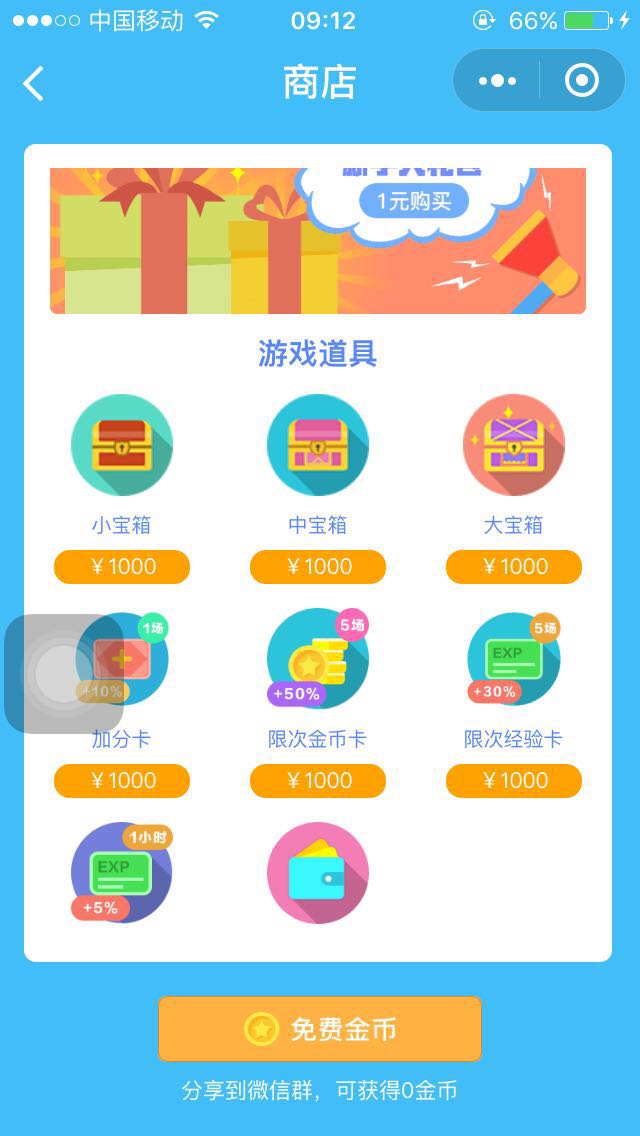 中国移动 09:12 66%
商店
1元购买
游戏道具
小宝箱 中宝箱 大宝箱
￥1000 ￥1000 ￥1000
1场 5场 5场
EXP
+10% +50% +30%
加分卡 限次金币卡 限次经验卡
￥1000 ￥1000 ￥1000
1小时
EXP
+5%
免费金币
分享到微信群，可获得0金币